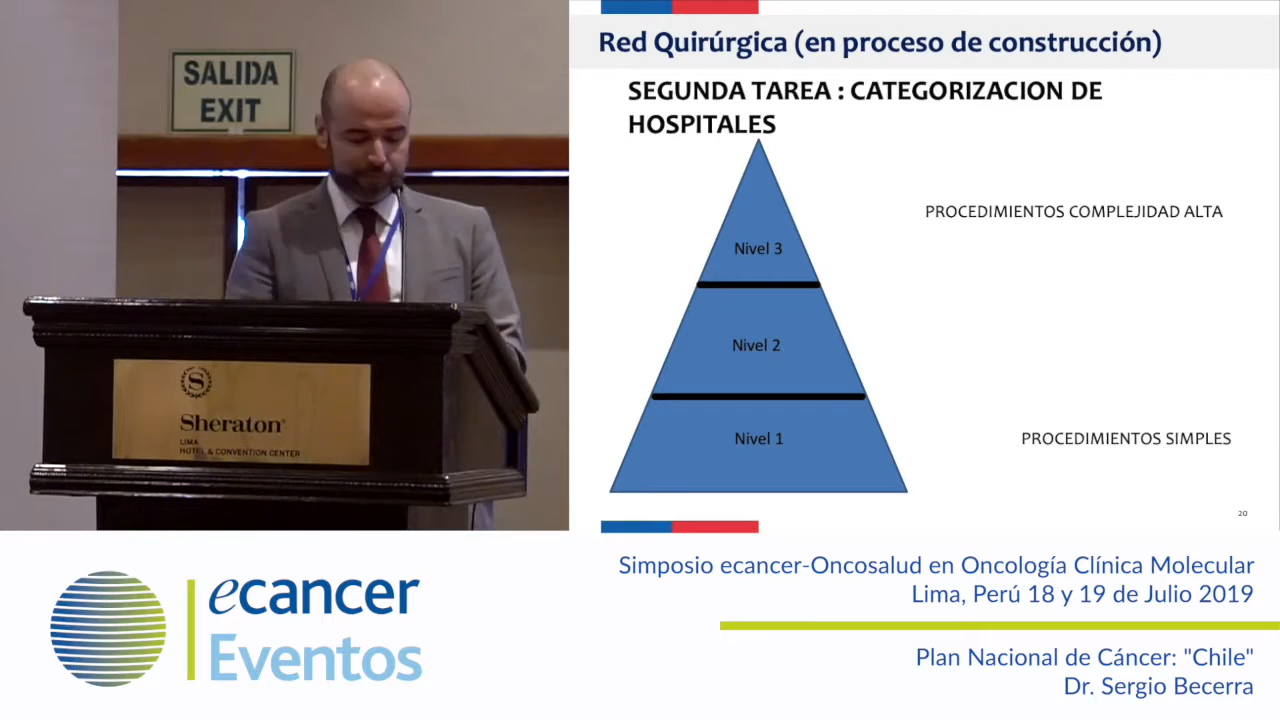 SALIDA
EXIT
S
Sheraton®
LIMA
HOTEL & CONVENTION CENTER
Red Quirúrgica (en proceso de construcción)
SEGUNDA TAREA : CATEGORIZACION DE
HOSPITALES
PROCEDIMIENTOS COMPLEJIDAD ALTA
Nivel 3
Nivel 2
Nivel 1
PROCEDIMIENTOS SIMPLES
20
ecancer
Eventos
Simposio ecancer-Oncosalud en Oncología Clínica Molecular
Lima, Perú 18 y 19 de Julio 2019
Plan Nacional de Cáncer: "Chile"
Dr. Sergio Becerra